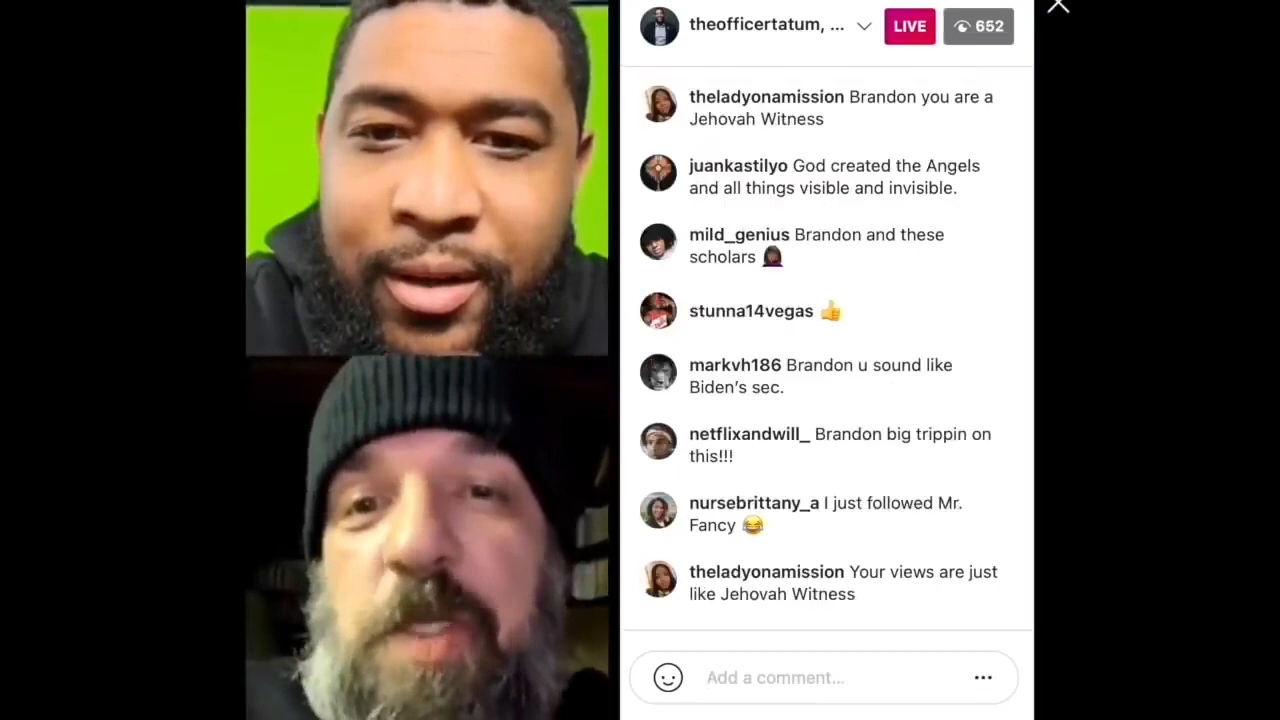 theofficertatum, ...
LIVE
652
theladyonamission Brandon you are a
Jehovah Witness
juankastilyo God created the Angels
and all things visible and invisible.
mild_genius Brandon and these
scholars 🤦🏿‍♀️
stunna14vegas 👍
markvh186 Brandon u sound like
Biden's sec.
netflixandwill_ Brandon big trippin on
this!!!
nursebrittany_a I just followed Mr.
Fancy 😂
theladyonamission Your views are just
like Jehovah Witness
Add a comment...